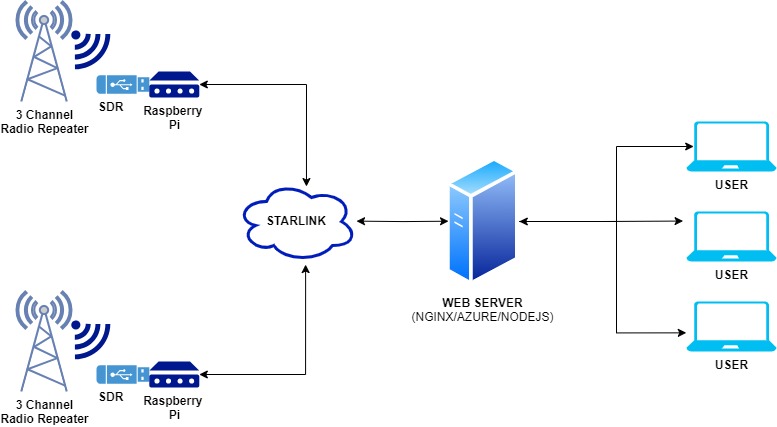 3 Channel
Radio Repeater
SDR
Raspberry
Pi
STARLINK
WEB SERVER
(NGINX/AZURE/NODEJS)
USER
USER
USER
3 Channel
Radio Repeater
SDR
Raspberry
Pi